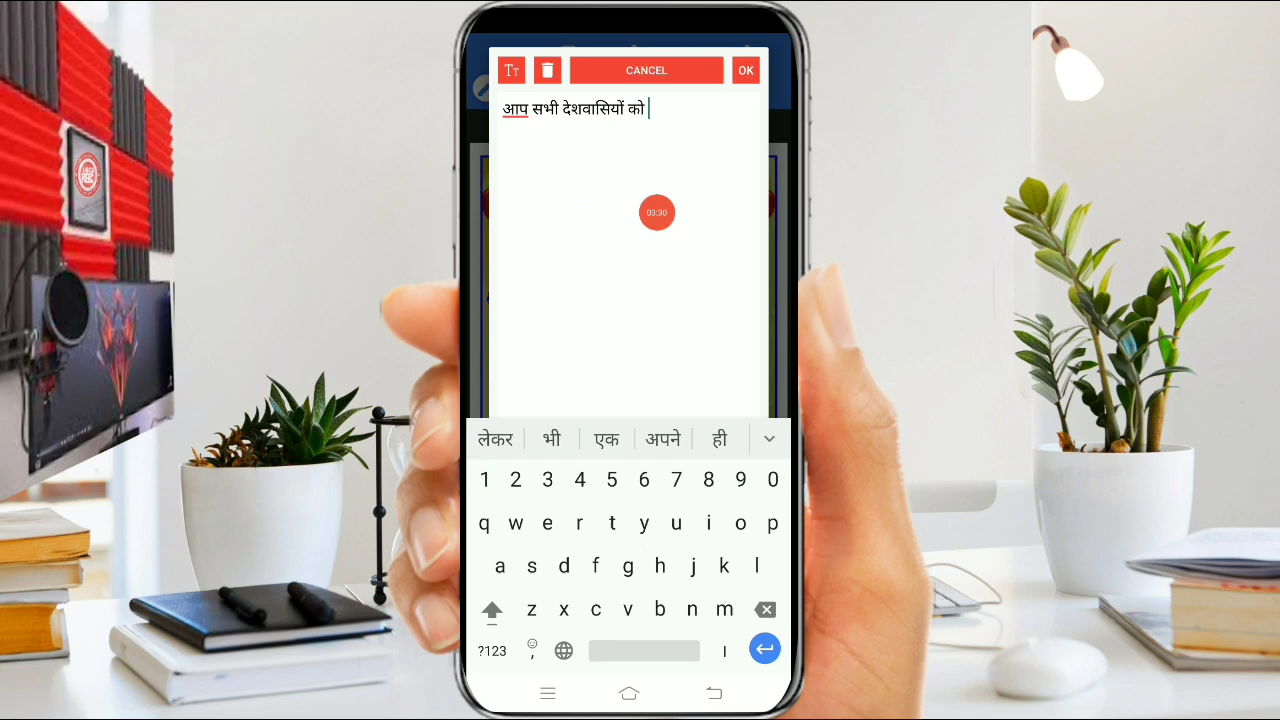 CANCEL OK
आप सभी देशवासियों को
03:30
लेकर भी एक अपने ही
1 2 3 4 5 6 7 8 9 0
q w e r t y u i o p
a s d f g h j k l
z x c v b n m
?123 , ।